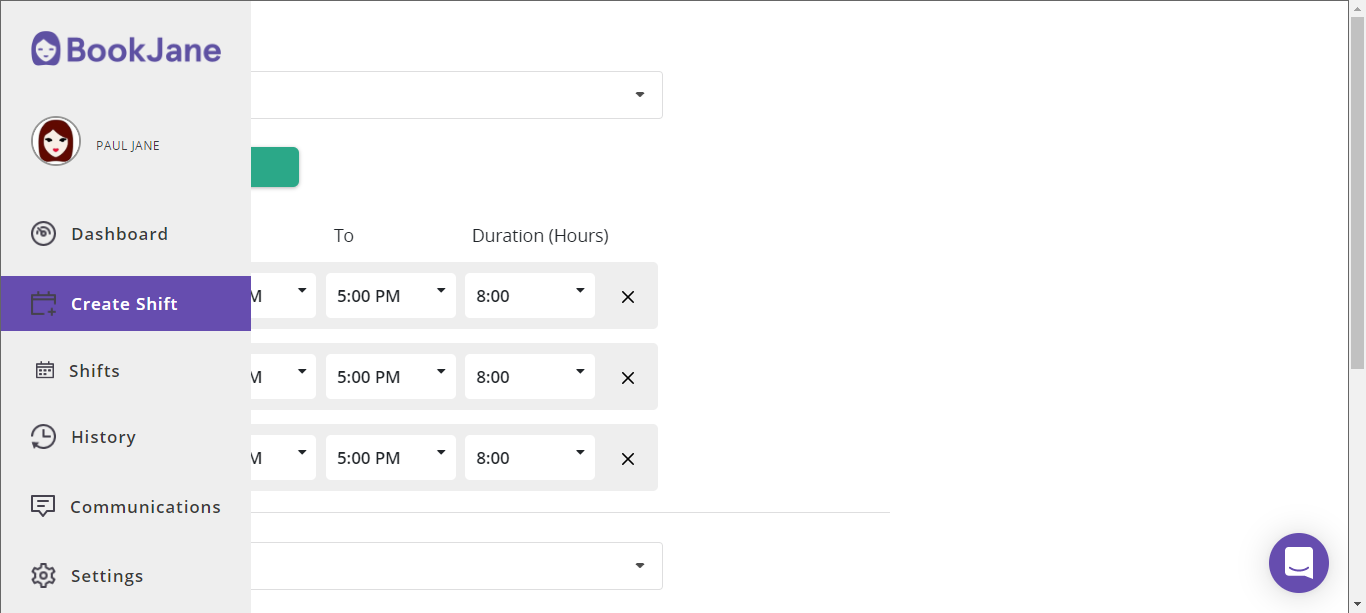 BookJane
PAUL JANE
Dashboard
To Duration (Hours)
Create Shift
M 5:00 PM 8:00
Shifts
M 5:00 PM 8:00
History
M 5:00 PM 8:00
Communications
Settings